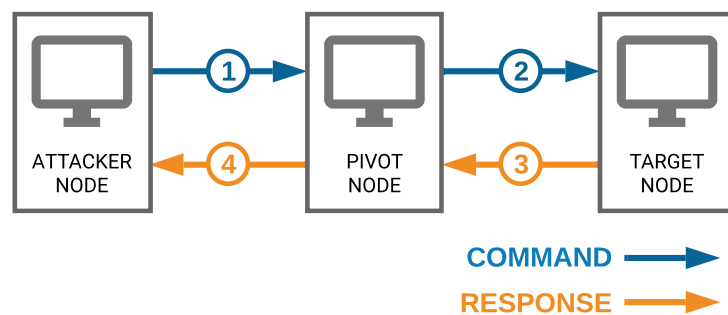 1
2
ATTACKER
NODE
PIVOT
NODE
TARGET
NODE
4
3
COMMAND
RESPONSE